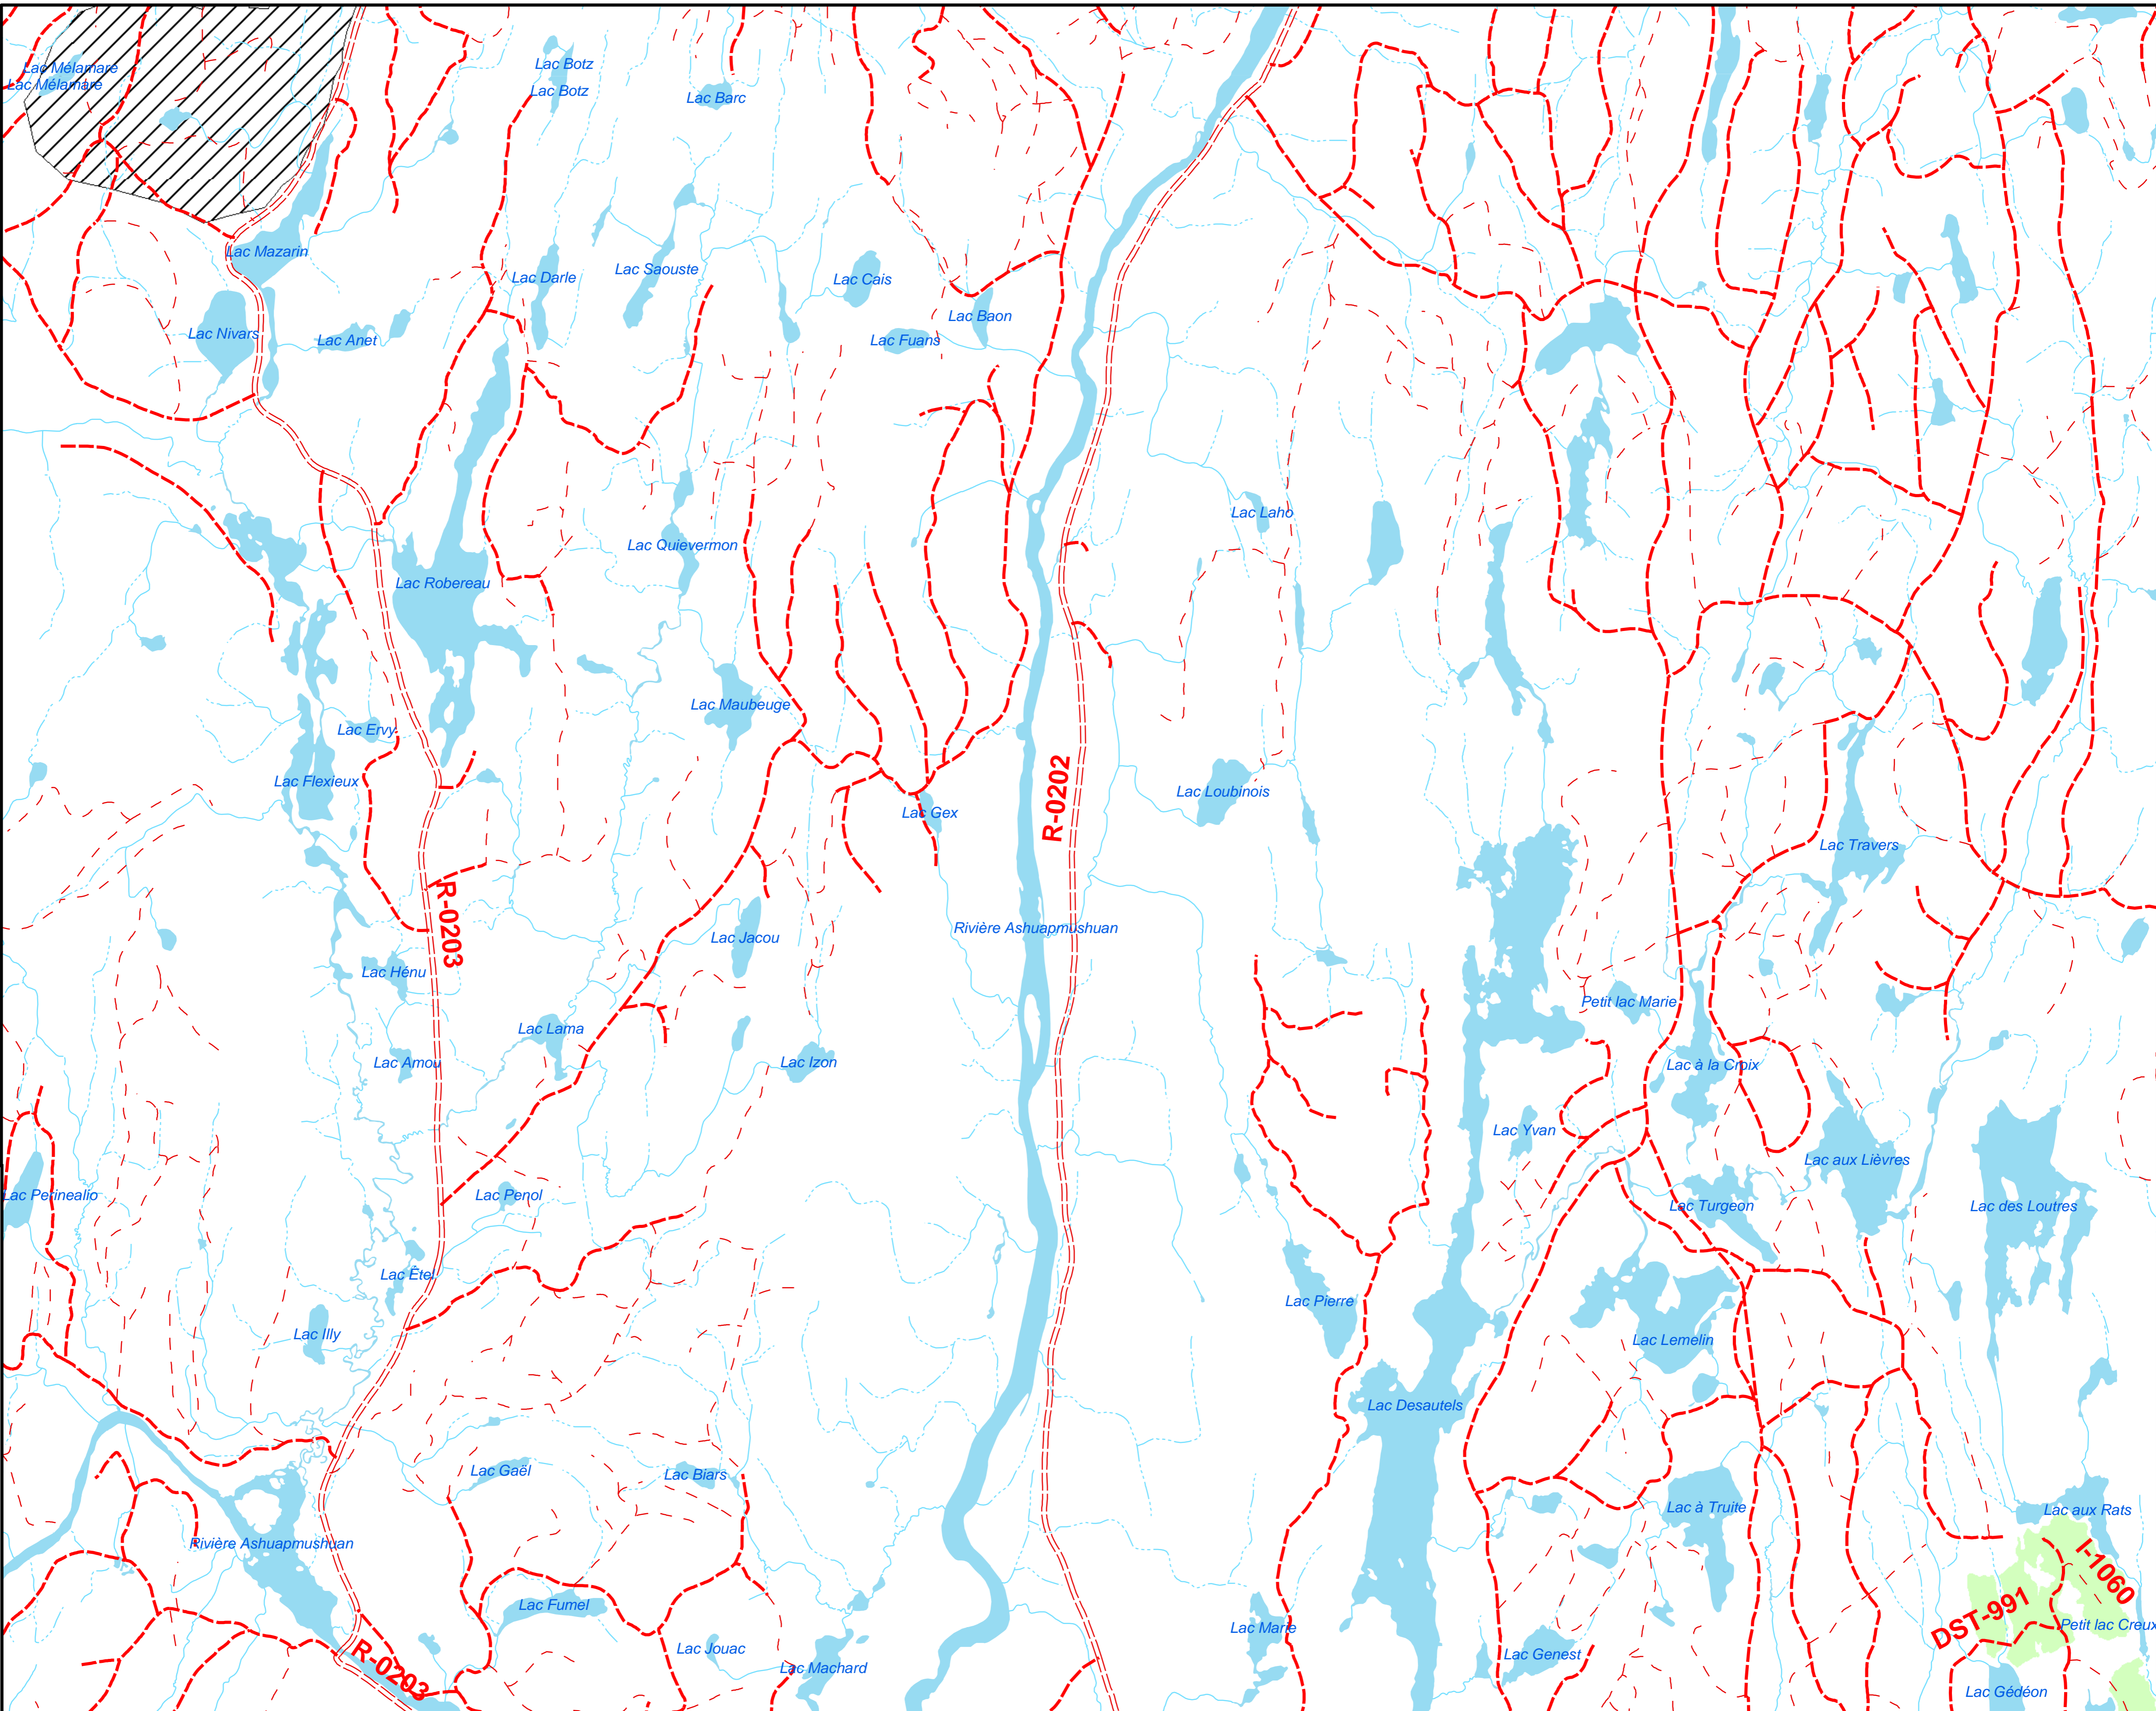 Lac Mélamare
Lac Mélamare
Lac Botz
Lac Botz
Lac Barc
Lac Mazarin
Lac Darle
Lac Saouste
Lac Cais
Lac Baon
Lac Nivars
Lac Anet
Lac Fuans
Lac Laho
Lac Quievermon
Lac Robereau
Lac Maubeuge
Lac Ervy
Lac Flexieux
R-0202
Lac Loubinois
Lac Gex
Lac Travers
R-0203
Rivière Ashuapmushuan
Lac Jacou
Lac Hénu
Petit lac Marie
Lac Lama
Lac Amou
Lac Izon
Lac à la Croix
Lac Yvan
Lac aux Lièvres
Lac Perinealio
Lac Penol
Lac Turgeon
Lac des Loutres
Lac Étel
Lac Pierre
Lac Illy
Lac Lemelin
Lac Desautels
Lac Gaël
Lac Biars
Lac à Truite
Lac aux Rats
Rivière Ashuapmushuan
I-1060
DST-991
Lac Fumel
Lac Marie
Petit lac Creux
Lac Jouac
Lac Genest
Lac Machard
R-0203
Lac Gédéon